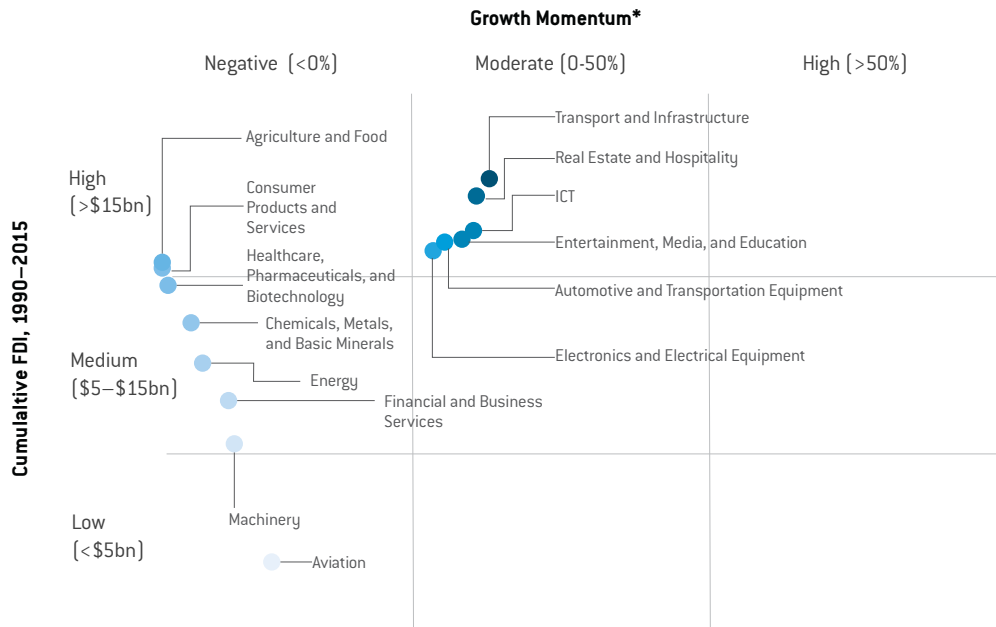 Growth Momentum*
Negative (<0%)
Moderate (0-50%)
High (>50%)
Cumulaltive FDI, 1990–2015
High
(>$15bn)
Agriculture and Food
Consumer
Products and
Services
Healthcare,
Pharmaceuticals, and
Biotechnology
Transport and Infrastructure
Real Estate and Hospitality
ICT
Entertainment, Media, and Education
Automotive and Transportation Equipment
Electronics and Electrical Equipment
Medium
($5–$15bn)
Chemicals, Metals,
and Basic Minerals
Energy
Financial and Business
Services
Low
(<$5bn)
Machinery
Aviation